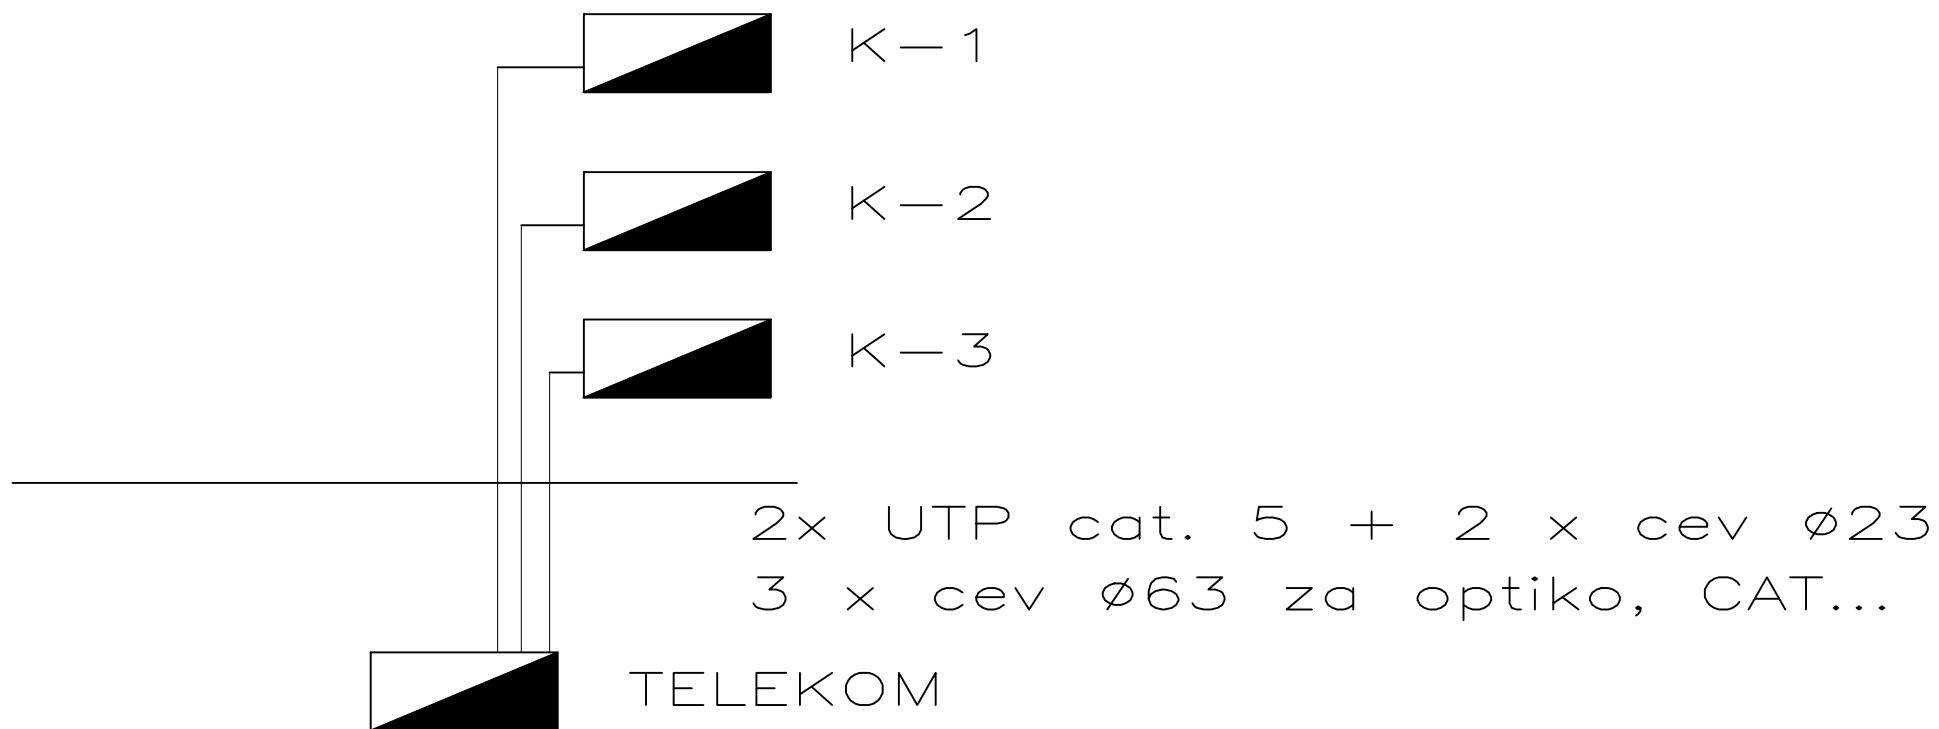 K-1
K-2
K-3
2x UTP cat. 5 + 2 x cev ø23
3 x cev ø63 za optiko, CAT...
TELEKOM